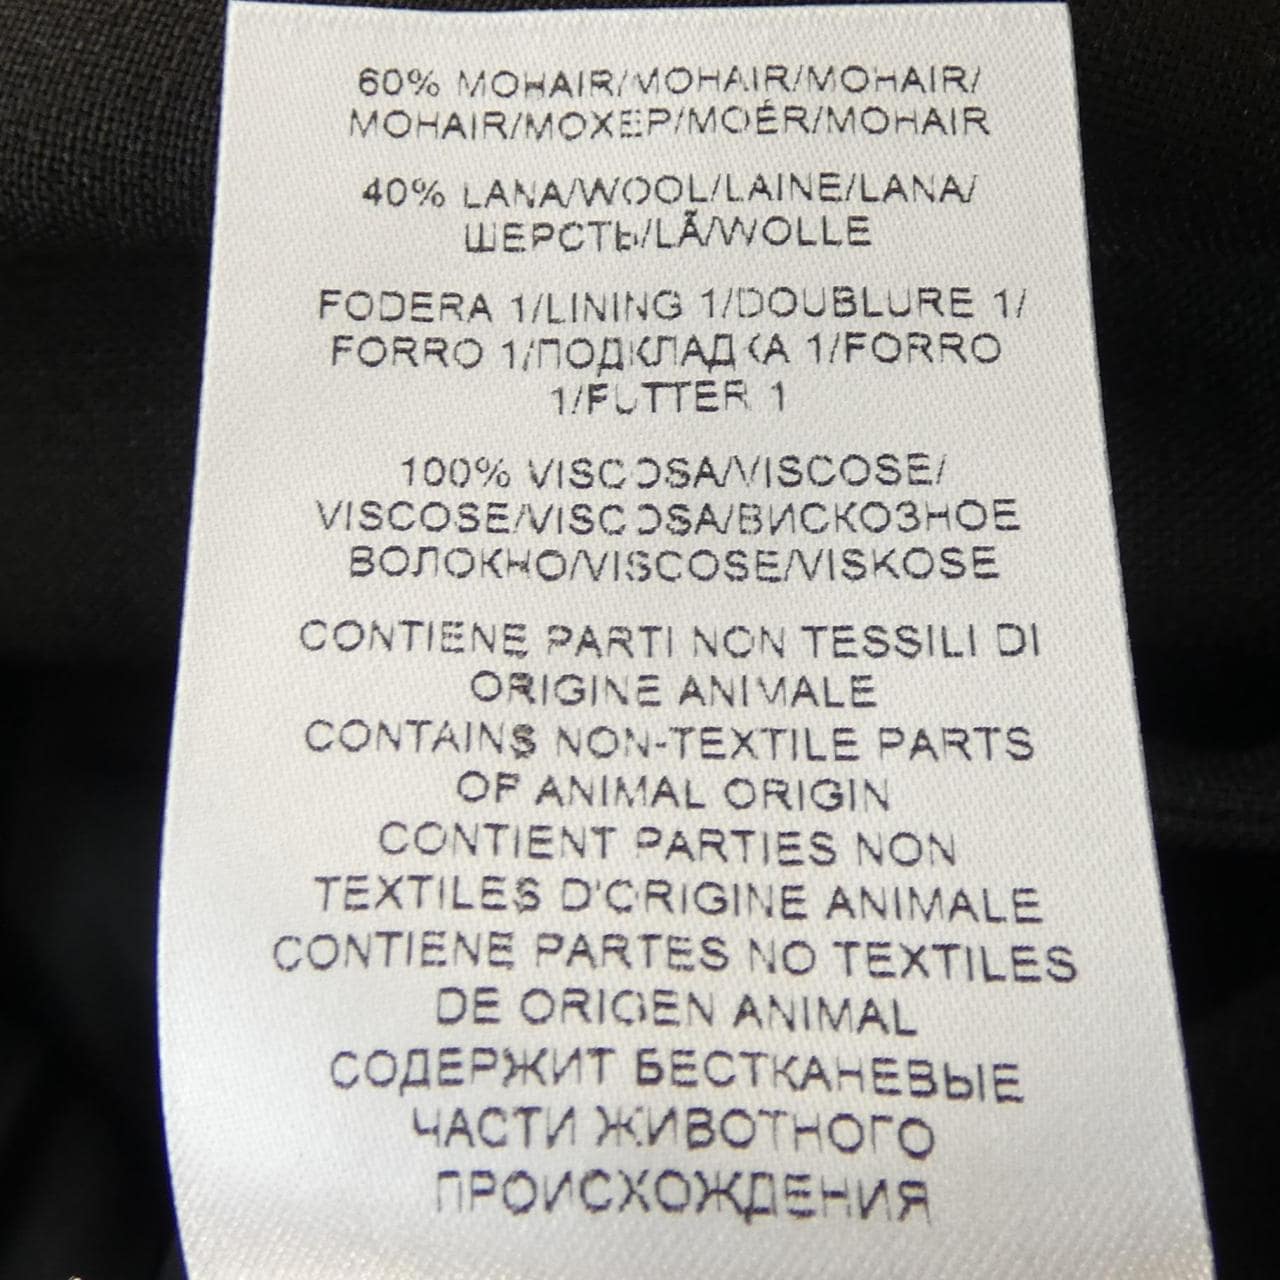 60% MOHAIR/MOHAIR/MOHAIR/
MOHAIR/МОХЕР/MOÉR/MOHAIR
40% LANA/WOOL/LAINE/LANA/
ШЕРСТЬ/LÃ/WOLLE
FODERA 1/LINING 1/DOUBLURE 1/
FORRO 1/ПОДКЛАДКА 1/FORRO
1/FUTTER 1
100% VISCOSA/VISCOSE/
VISCOSE/VISCOSA/ВИСКОЗНОЕ
ВОЛОКНО/VISCOSE/VISKOSE
CONTIENE PARTI NON TESSILI DI
ORIGINE ANIMALE
CONTAINS NON-TEXTILE PARTS
OF ANIMAL ORIGIN
CONTIENT PARTIES NON
TEXTILES D'ORIGINE ANIMALE
CONTIENE PARTES NO TEXTILES
DE ORIGEN ANIMAL
СОДЕРЖИТ БЕСТКАНЕВЫЕ
ЧАСТИ ЖИВОТНОГО
ПРОИСХОЖДЕНИЯ